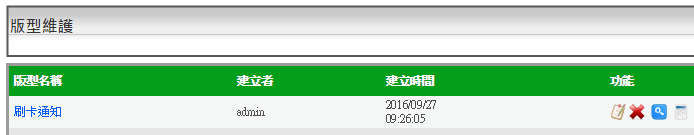 版型維護
版型名稱 建立者 建立時間 功能
刷卡通知 admin 2016/09/27
09:26:05